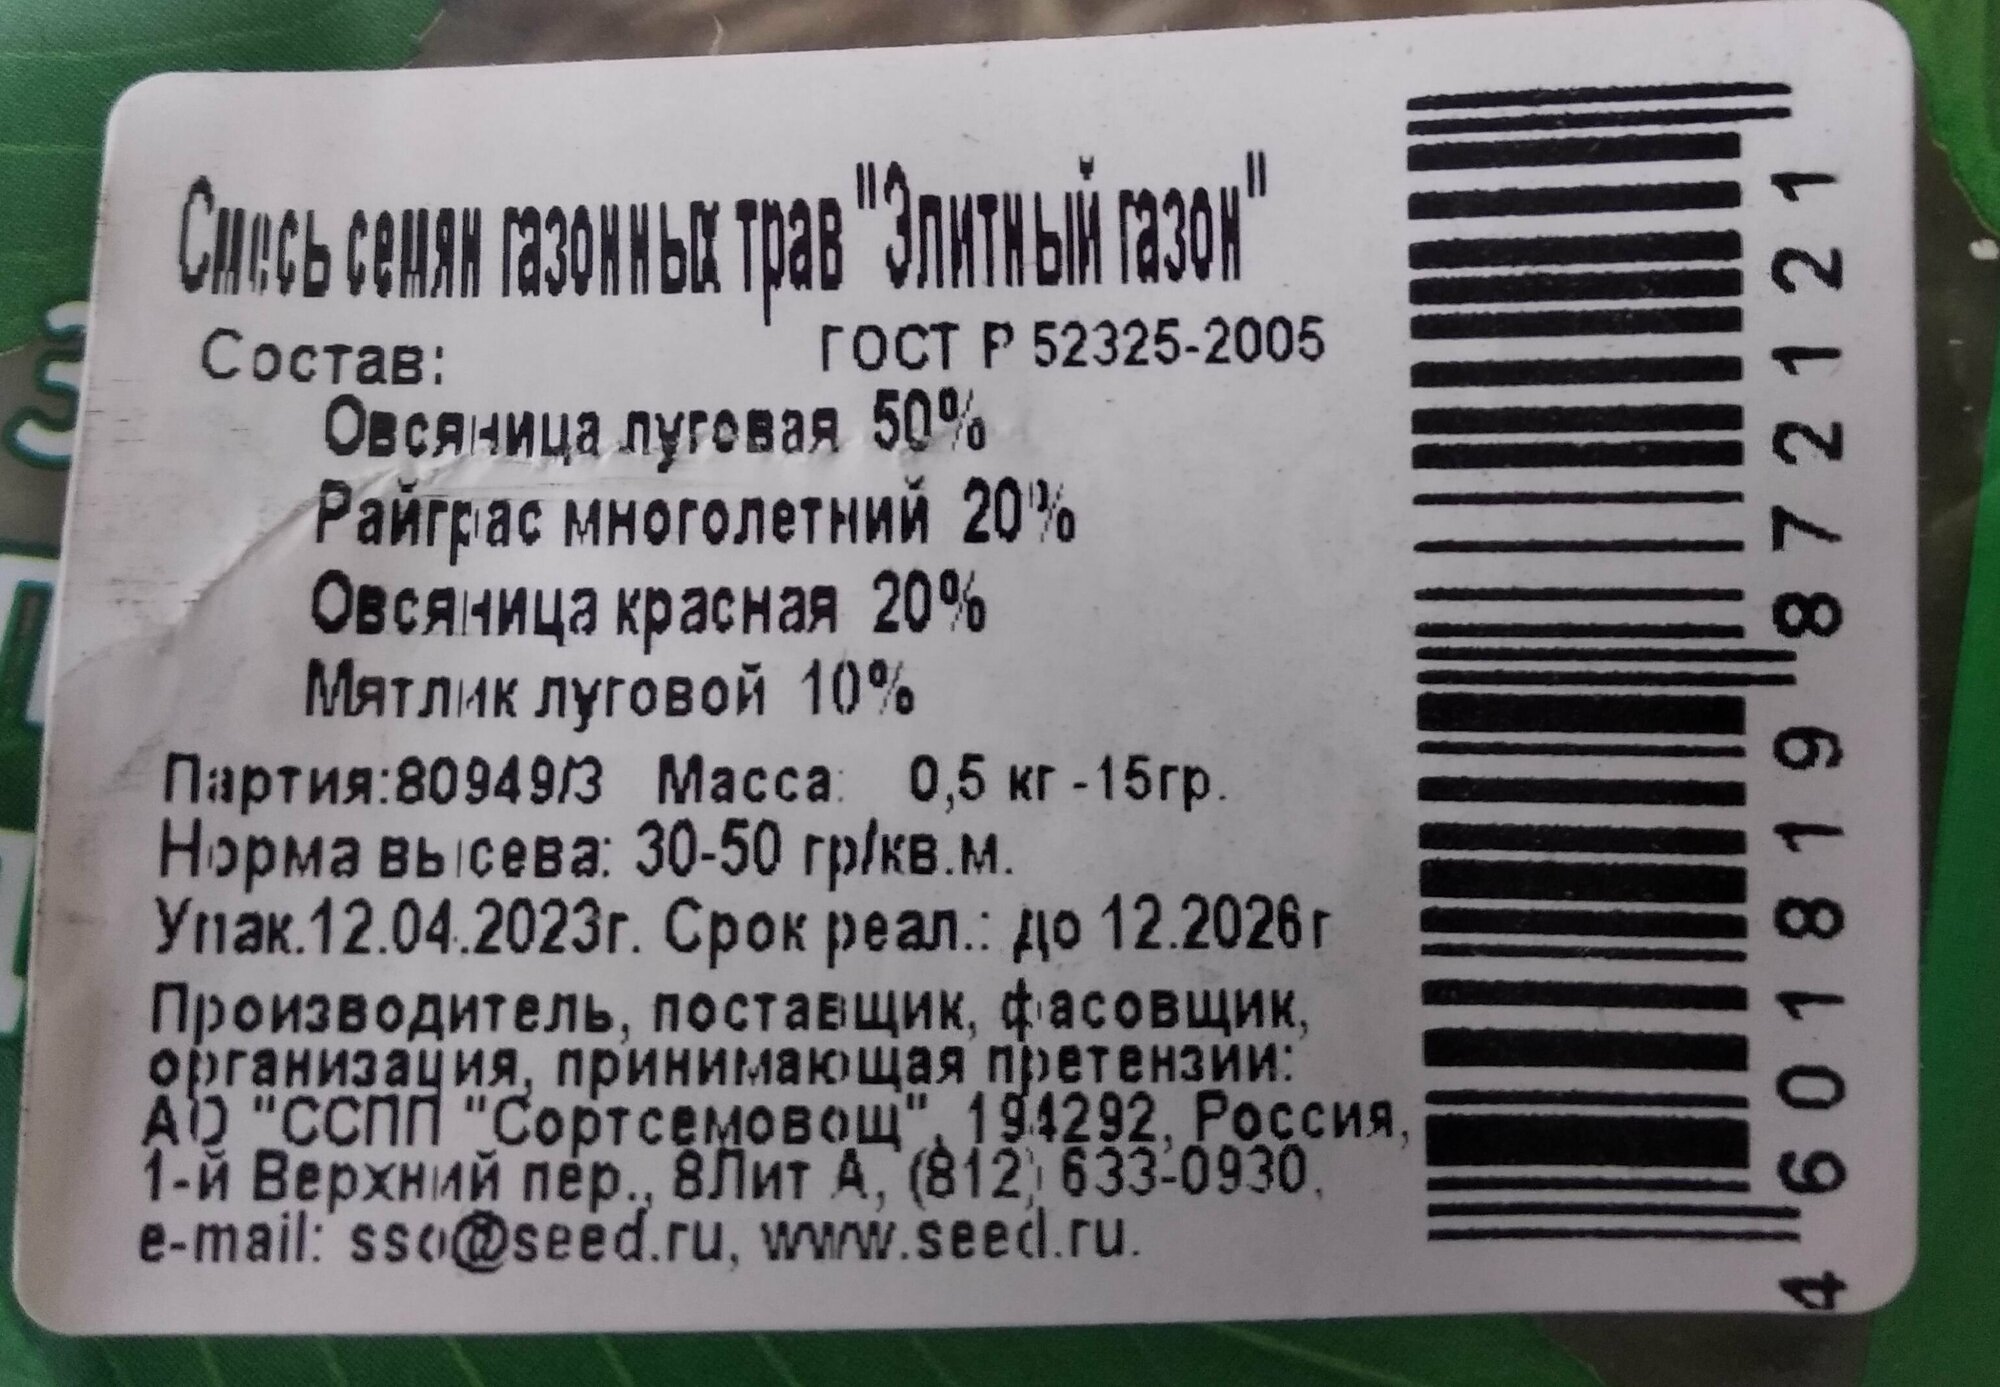 Смесь семян газонных трав "Элитный газон"
Состав: ГОСТ Р 52325-2005
Овсяница луговая 50%
Райграс многолетний 20%
Овсяница красная 20%
Мятлик луговой 10%
Партия:80949/3 Масса: 0,5 кг -15гр.
Норма высева: 30-50 гр/кв.м.
Упак.12.04.2023г. Срок реал.: до 12.2026г
Производитель, поставщик, фасовщик,
организация, принимающая претензии:
АО "ССПП "Сортсемовощ", 194292, Россия,
1-й Верхний пер., 8Лит А, (812) 633-0930,
e-mail: sso@seed.ru, www.seed.ru.
4 601819 872121